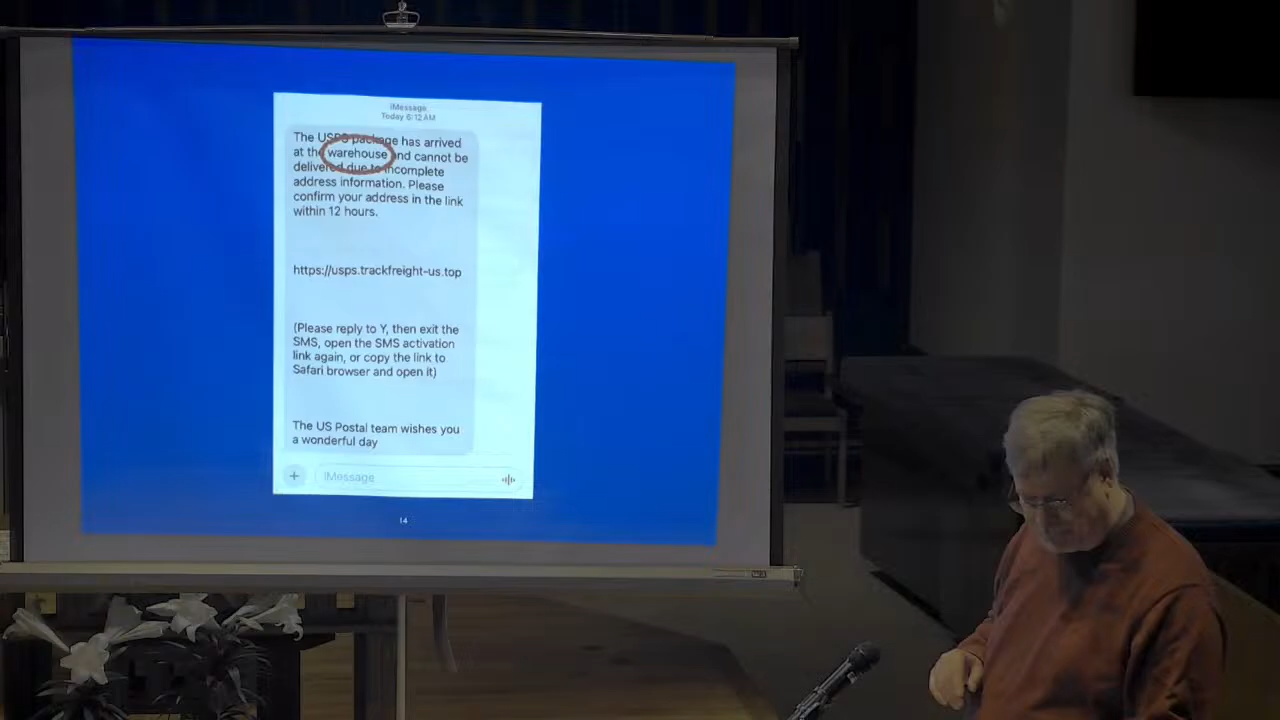 iMessage
Today 6:12 AM
The USPS package has arrived
at the warehouse and cannot be
delivered due to incomplete
address information. Please
confirm your address in the link
within 12 hours.
https://usps.trackfreight-us.top
(Please reply to Y, then exit the
SMS, open the SMS activation
link again, or copy the link to
Safari browser and open it)
The US Postal team wishes you
a wonderful day
+
iMessage
14